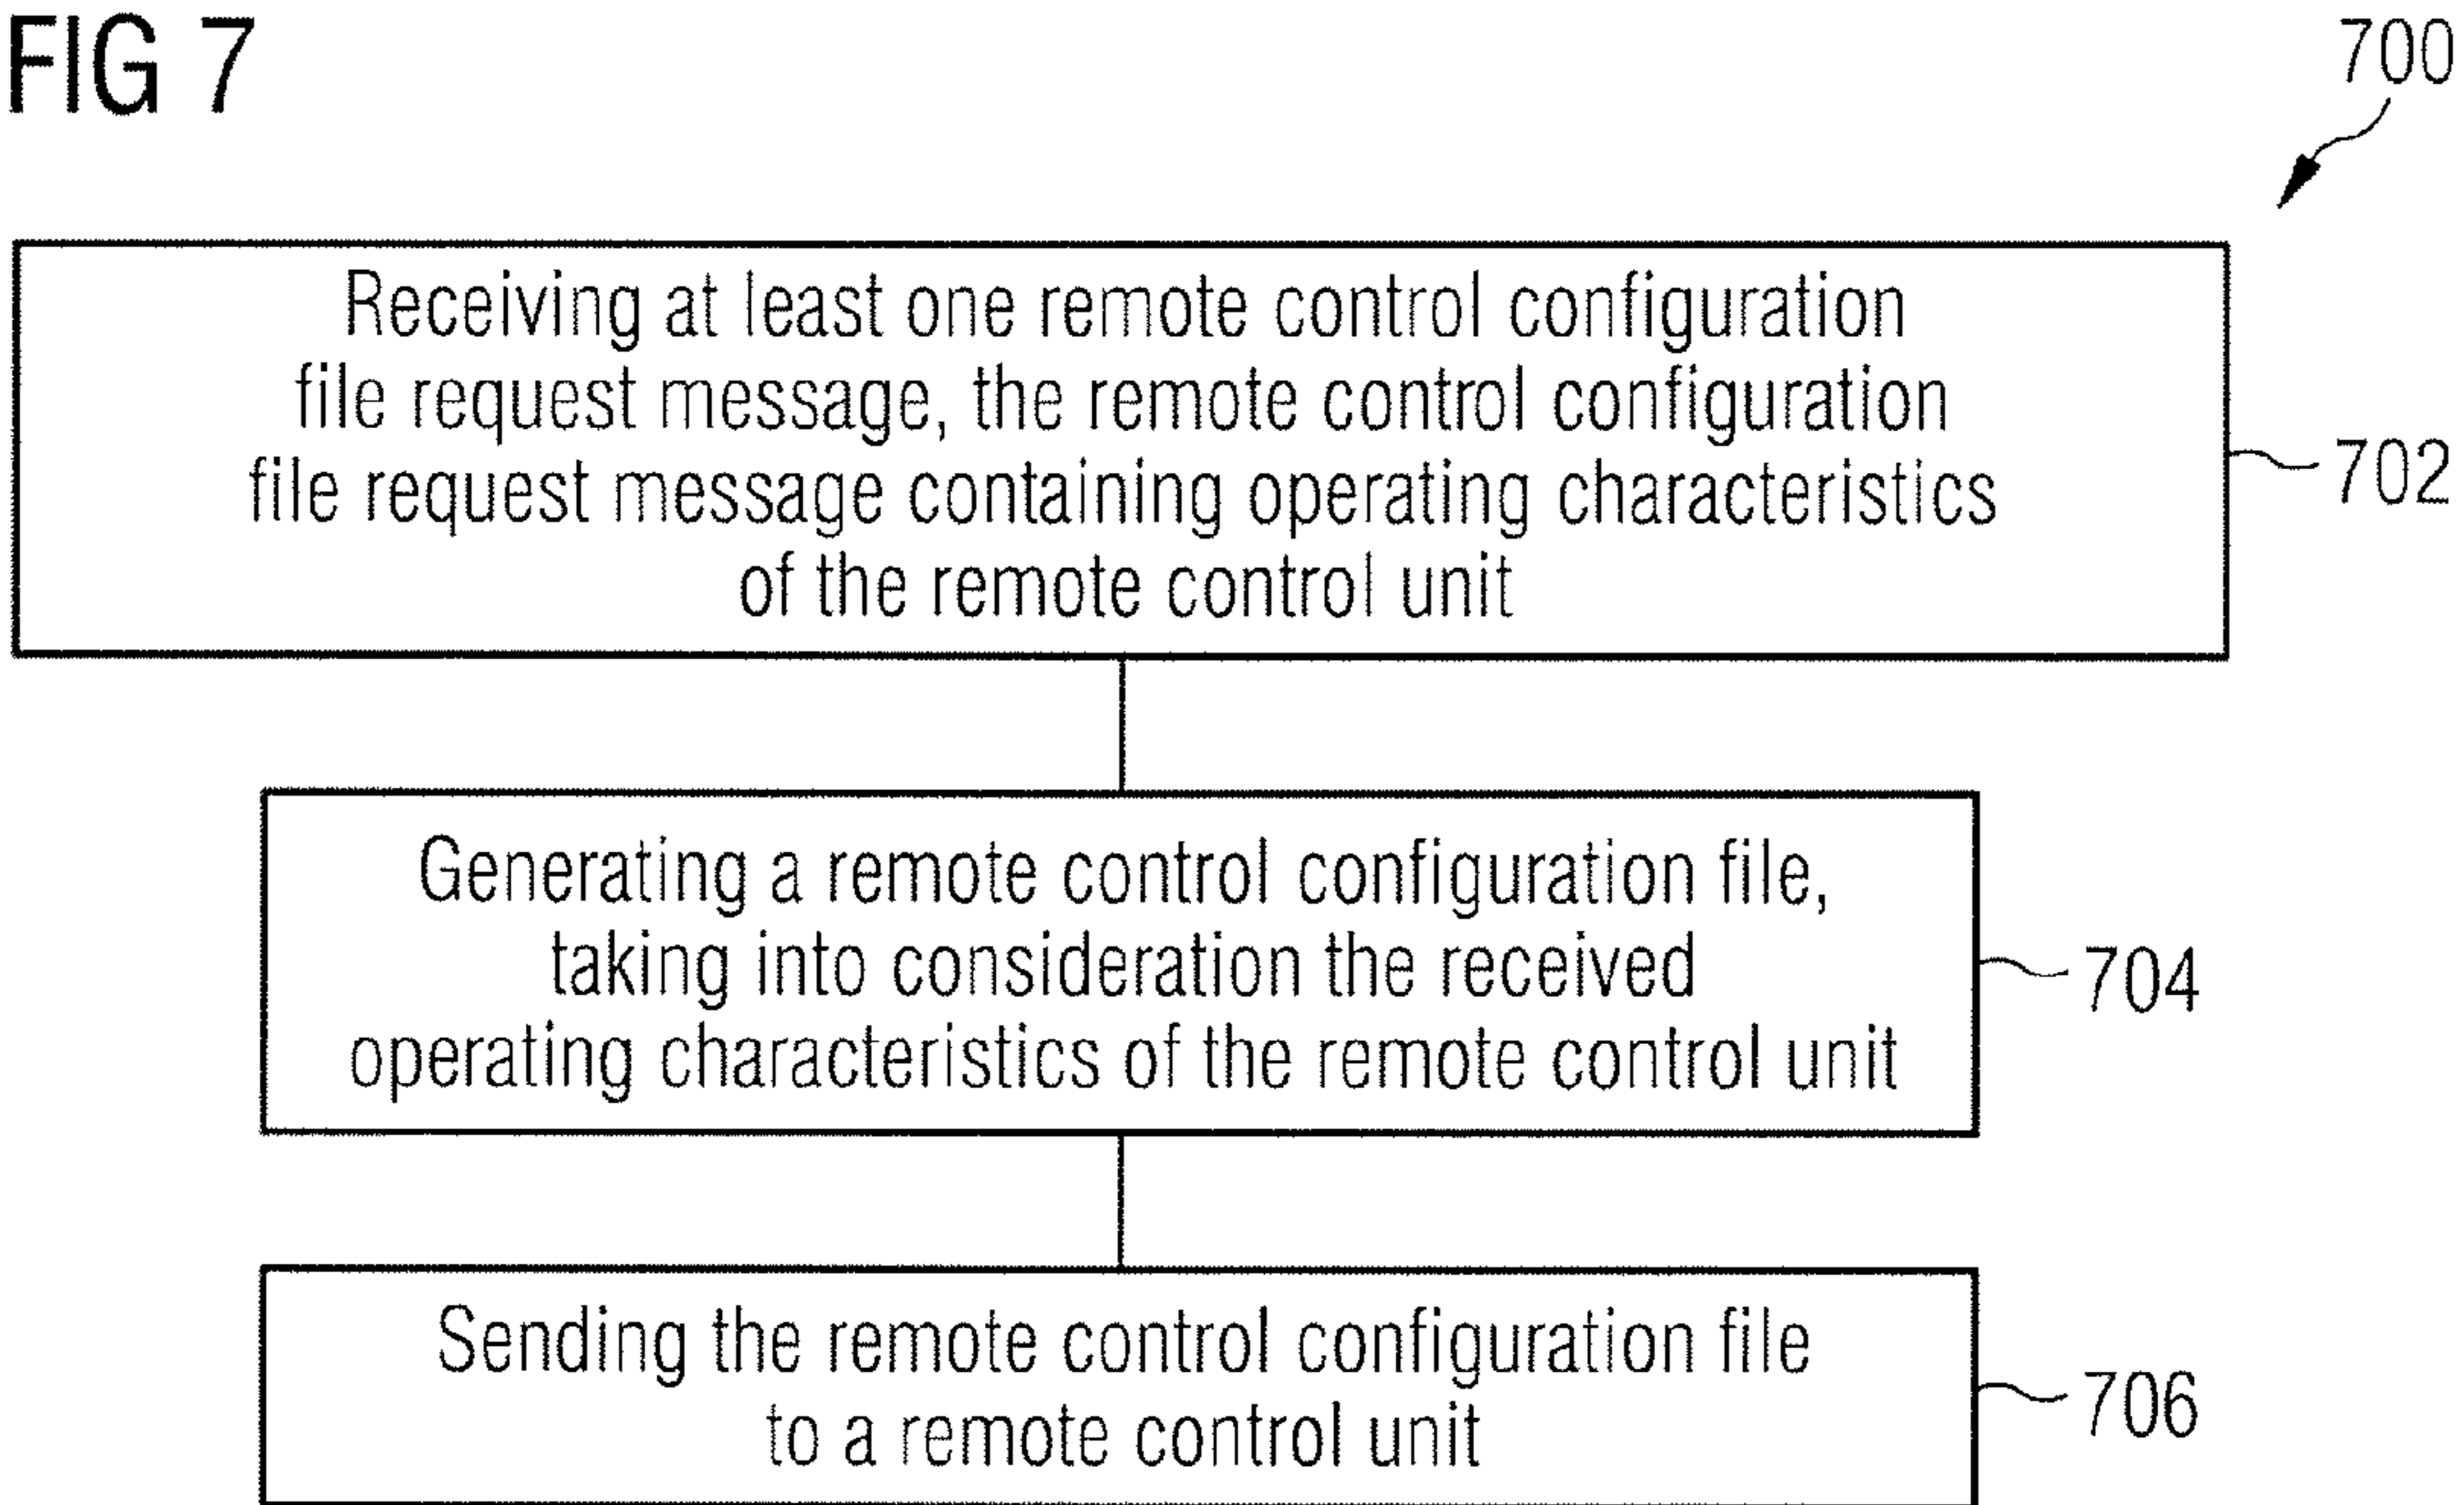 FIG 7
700
Receiving at least one remote control configuration
file request message, the remote control configuration
file request message containing operating characteristics
of the remote control unit
702
Generating a remote control configuration file,
taking into consideration the received
operating characteristics of the remote control unit
704
Sending the remote control configuration file
to a remote control unit
706